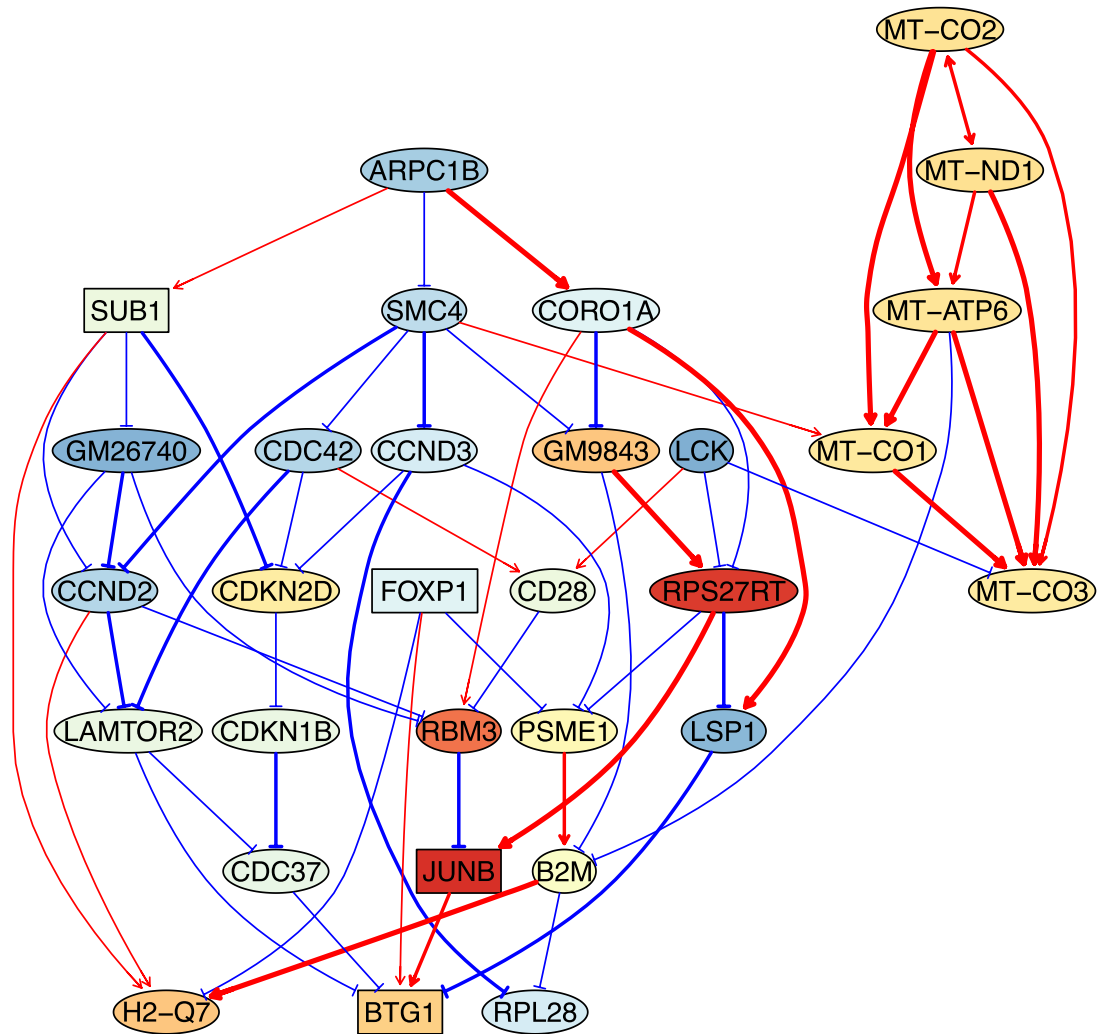 MT−CO2
ARPC1B
MT−ND1
SUB1
SMC4
CORO1A
MT−ATP6
GM26740
CDC42
CCND3
GM9843
LCK
MT−CO1
CCND2
CDKN2D
FOXP1
CD28
RPS27RT
MT−CO3
LAMTOR2
CDKN1B
RBM3
PSME1
LSP1
CDC37
JUNB
B2M
H2−Q7
BTG1
RPL28